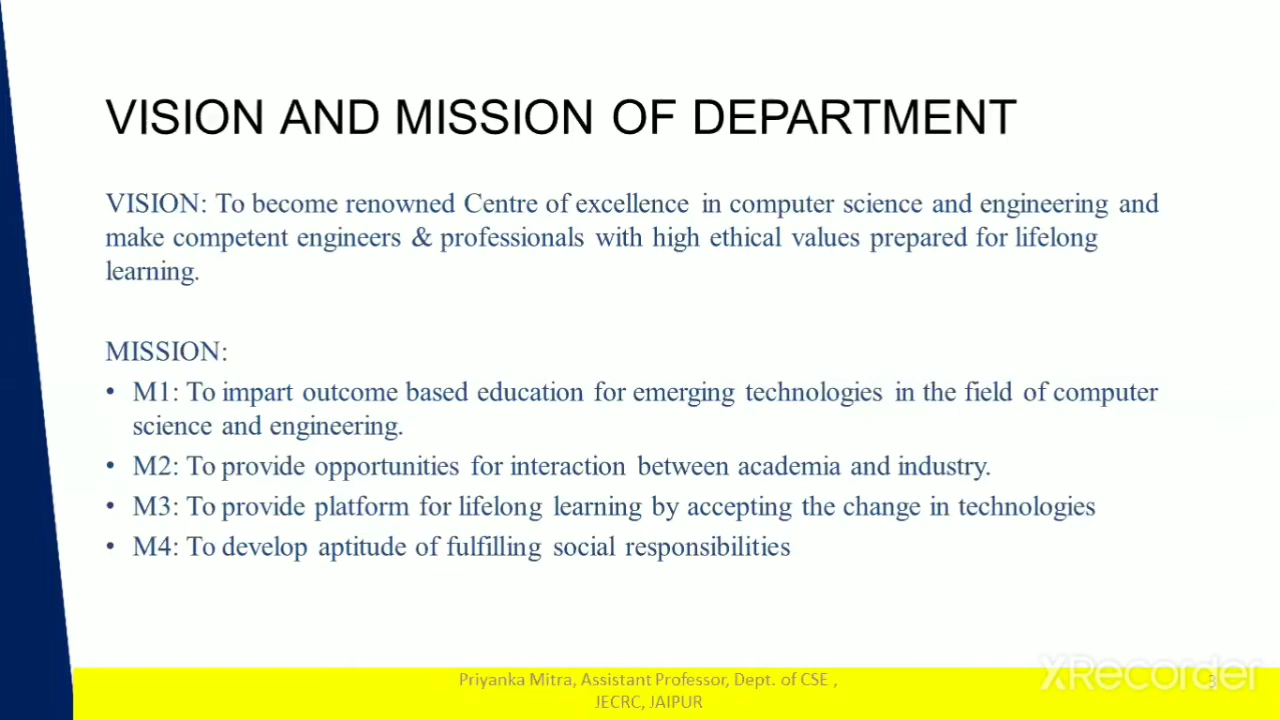 VISION AND MISSION OF DEPARTMENT
VISION: To become renowned Centre of excellence in computer science and engineering and
make competent engineers & professionals with high ethical values prepared for lifelong
learning.
MISSION:
• M1: To impart outcome based education for emerging technologies in the field of computer
science and engineering.
• M2: To provide opportunities for interaction between academia and industry.
• M3: To provide platform for lifelong learning by accepting the change in technologies
• M4: To develop aptitude of fulfilling social responsibilities
Priyanka Mitra, Assistant Professor, Dept. of CSE ,
JECRC, JAIPUR
3
XRecorder